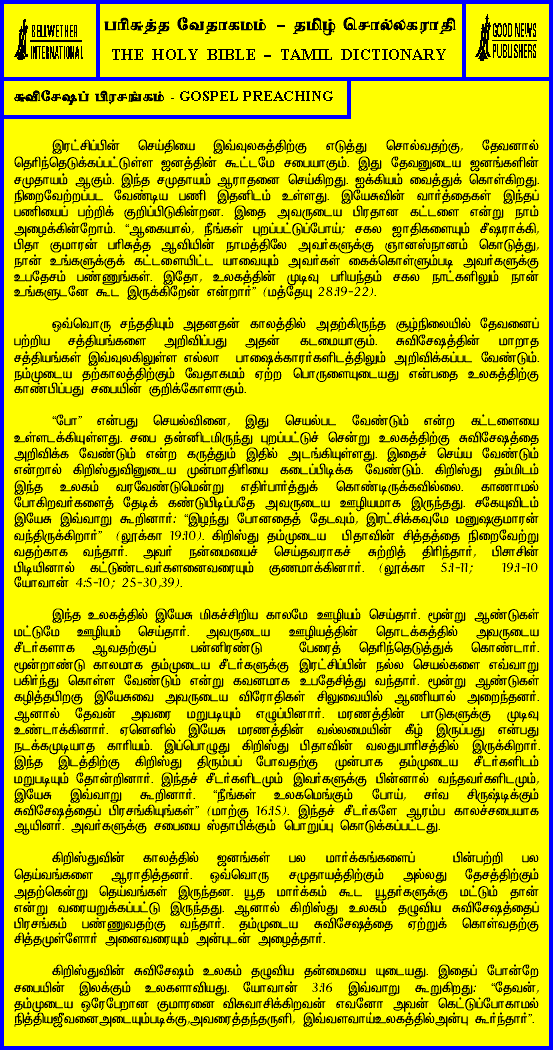 BELLWETHER
INTERNATIONAL
பரிசுத்த வேதாகமம் – தமிழ் சொல்லகராதி
THE HOLY BIBLE – TAMIL DICTIONARY
GOOD NEWS
PUBLISHERS
சுவிசேஷப் பிரசங்கம் - GOSPEL PREACHING
இரட்சிப்பின் செய்தியை இவ்வுலகத்திற்கு எடுத்து சொல்வதற்கு, தேவனால்
தெரிந்தெடுக்கப்பட்டுள்ள ஜனத்தின் கூட்டமே சபையாகும். இது தேவனுடைய ஜனங்களின்
சமுதாயம் ஆகும். இந்த சமுதாயம் ஆராதனை செய்கிறது. ஐக்கியம் வைத்துக் கொள்கிறது.
நிறைவேற்றப்பட வேண்டிய பணி இதனிடம் உள்ளது. இயேசுவின் வார்த்தைகள் இந்தப்
பணியைப் பற்றிக் குறிப்பிடுகின்றன. இதை அவருடைய பிரதான கட்டளை என்று நாம்
அழைக்கின்றோம். “ஆகையால், நீங்கள் புறப்பட்டுப்போய்; சகல ஜாதிகளையும் சீஷராக்கி,
பிதா குமாரன் பரிசுத்த ஆவியின் நாமத்திலே அவர்களுக்கு ஞானஸ்நானம் கொடுத்து,
நான் உங்களுக்குக் கட்டளையிட்ட யாவையும் அவர்கள் கைக்கொள்ளும்படி அவர்களுக்கு
உபதேசம் பண்ணுங்கள். இதோ, உலகத்தின் முடிவு பரியந்தம் சகல நாட்களிலும் நான்
உங்களுடனே கூட இருக்கிறேன் என்றார்” (மத்தேயு 28:19-22).
ஒவ்வொரு சந்ததியும் அதனதன் காலத்தில் அதற்கிருந்த சூழ்நிலையில் தேவனைப்
பற்றிய சத்தியங்களை அறிவிப்பது அதன் கடமையாகும். சுவிசேஷத்தின் மாறாத
சத்தியங்கள் இவ்வுலகிலுள்ள எல்லா பாஷைக்காரர்களிடத்திலும் அறிவிக்கப்பட வேண்டும்.
நம்முடைய தற்காலத்திற்கும் வேதாகமம் ஏற்ற பொருளையுடையது என்பதை உலகத்திற்கு
காண்பிப்பது சபையின் குறிக்கோளாகும்.
“போ” என்பது செயல்வினை, இது செயல்பட வேண்டும் என்ற கட்டளையை
உள்ளடக்கியுள்ளது. சபை தன்னிடமிருந்து புறப்பட்டுச் சென்று உலகத்திற்கு சுவிசேஷத்தை
அறிவிக்க வேண்டும் என்ற கருத்தும் இதில் அடங்கியுள்ளது. இதைச் செய்ய வேண்டும்
என்றால் கிறிஸ்துவினுடைய முன்மாதிரியை கடைப்பிடிக்க வேண்டும். கிறிஸ்து தம்மிடம்
இந்த உலகம் வரவேண்டுமென்று எதிர்பார்த்துக் கொண்டிருக்கவில்லை. காணாமல்
போகிறவர்களைத் தேடிக் கண்டுபிடிப்பதே அவருடைய ஊழியமாக இருந்தது. சகேயுவிடம்
இயேசு இவ்வாறு கூறினார்: “இழந்து போனதைத் தேடவும், இரட்சிக்கவுமே மனுஷகுமாரன்
வந்திருக்கிறார்” (லூக்கா 19:10). கிறிஸ்து தம்முடைய பிதாவின் சித்தத்தை நிறைவேற்று
வதற்காக வந்தார். அவர் நன்மையைச் செய்தவராகச் சுற்றித் திரிந்தார், பிசாசின்
பிடியினால் கட்டுண்டவர்களனைவரையும் குணமாக்கினார். (லூக்கா 5:1-11; 19:1-10
யோவான் 4:5-10; 25-30,39).
இந்த உலகத்தில் இயேசு மிகச்சிறிய காலமே ஊழியம் செய்தார். மூன்று ஆண்டுகள்
மட்டுமே ஊழியம் செய்தார். அவருடைய ஊழியத்தின் தொடக்கத்தில் அவருடைய
சீடர்களாக ஆவதற்குப் பன்னிரண்டு பேரைத் தெரிந்தெடுத்துக் கொண்டார்.
மூன்றாண்டு காலமாக தம்முடைய சீடர்களுக்கு இரட்சிப்பின் நல்ல செயல்களை எவ்வாறு
பகிர்ந்து கொள்ள வேண்டும் என்று கவனமாக உபதேசித்து வந்தார். மூன்று ஆண்டுகள்
கழித்தபிறகு இயேசுவை அவருடைய விரோதிகள் சிலுவையில் ஆணியால் அறைந்தனர்.
ஆனால் தேவன் அவரை மறுபடியும் எழுப்பினார். மரணத்தின் பாடுகளுக்கு முடிவு
உண்டாக்கினார். ஏனெனில் இயேசு மரணத்தின் வல்லமையின் கீழ் இருப்பது என்பது
நடக்கமுடியாத காரியம். இப்பொழுது கிறிஸ்து பிதாவின் வலதுபாரிசத்தில் இருக்கிறார்.
இந்த இடத்திற்கு கிறிஸ்து திரும்பப் போவதற்கு முன்பாக தம்முடைய சீடர்களிடம்
மறுபடியும் தோன்றினார். இந்தச் சீடர்களிடமும் இவர்களுக்கு பின்னால் வந்தவர்களிடமும்,
இயேசு இவ்வாறு கூறினார். “நீங்கள் உலகமெங்கும் போய், சர்வ சிருஷ்டிக்கும்
சுவிசேஷத்தைப் பிரசங்கியுங்கள்” (மாற்கு 16:15). இந்தச் சீடர்களே ஆரம்ப காலச்சபையாக
ஆயினர். அவர்களுக்கு சபையை ஸ்தாபிக்கும் பொறுப்பு கொடுக்கப்பட்டது.
கிறிஸ்துவின் காலத்தில் ஜனங்கள் பல மார்க்கங்களைப் பின்பற்றி பல
தெய்வங்களை ஆராதித்தனர். ஒவ்வொரு சமுதாயத்திற்கும் அல்லது தேசத்திற்கும்
அதற்கென்று தெய்வங்கள் இருந்தன. யூத மார்க்கம் கூட யூதர்களுக்கு மட்டும் தான்
என்று வரையறுக்கப்பட்டு இருந்தது. ஆனால் கிறிஸ்து உலகம் தழுவிய சுவிசேஷத்தைப்
பிரசங்கம் பண்ணுவதற்கு வந்தார். தம்முடைய சுவிசேஷத்தை ஏற்றுக் கொள்வதற்கு
சித்தமுள்ளோர் அனைவரையும் அன்புடன் அழைத்தார்.
கிறிஸ்துவின் சுவிசேஷம் உலகம் தழுவிய தன்மையை யுடையது. இதைப் போன்றே
சபையின் இலக்கும் உலகளாவியது. யோவான் 3:16 இவ்வாறு கூறுகிறது: “தேவன்,
தம்முடைய ஒரேபேறான குமாரனை விசுவாசிக்கிறவன் எவனோ அவன் கெட்டுப்போகாமல்
நித்தியஜீவனைஅடையும்படிக்கு,அவரைத்தந்தருளி, இவ்வளவாய்உலகத்தில்அன்பு கூர்ந்தார்”.